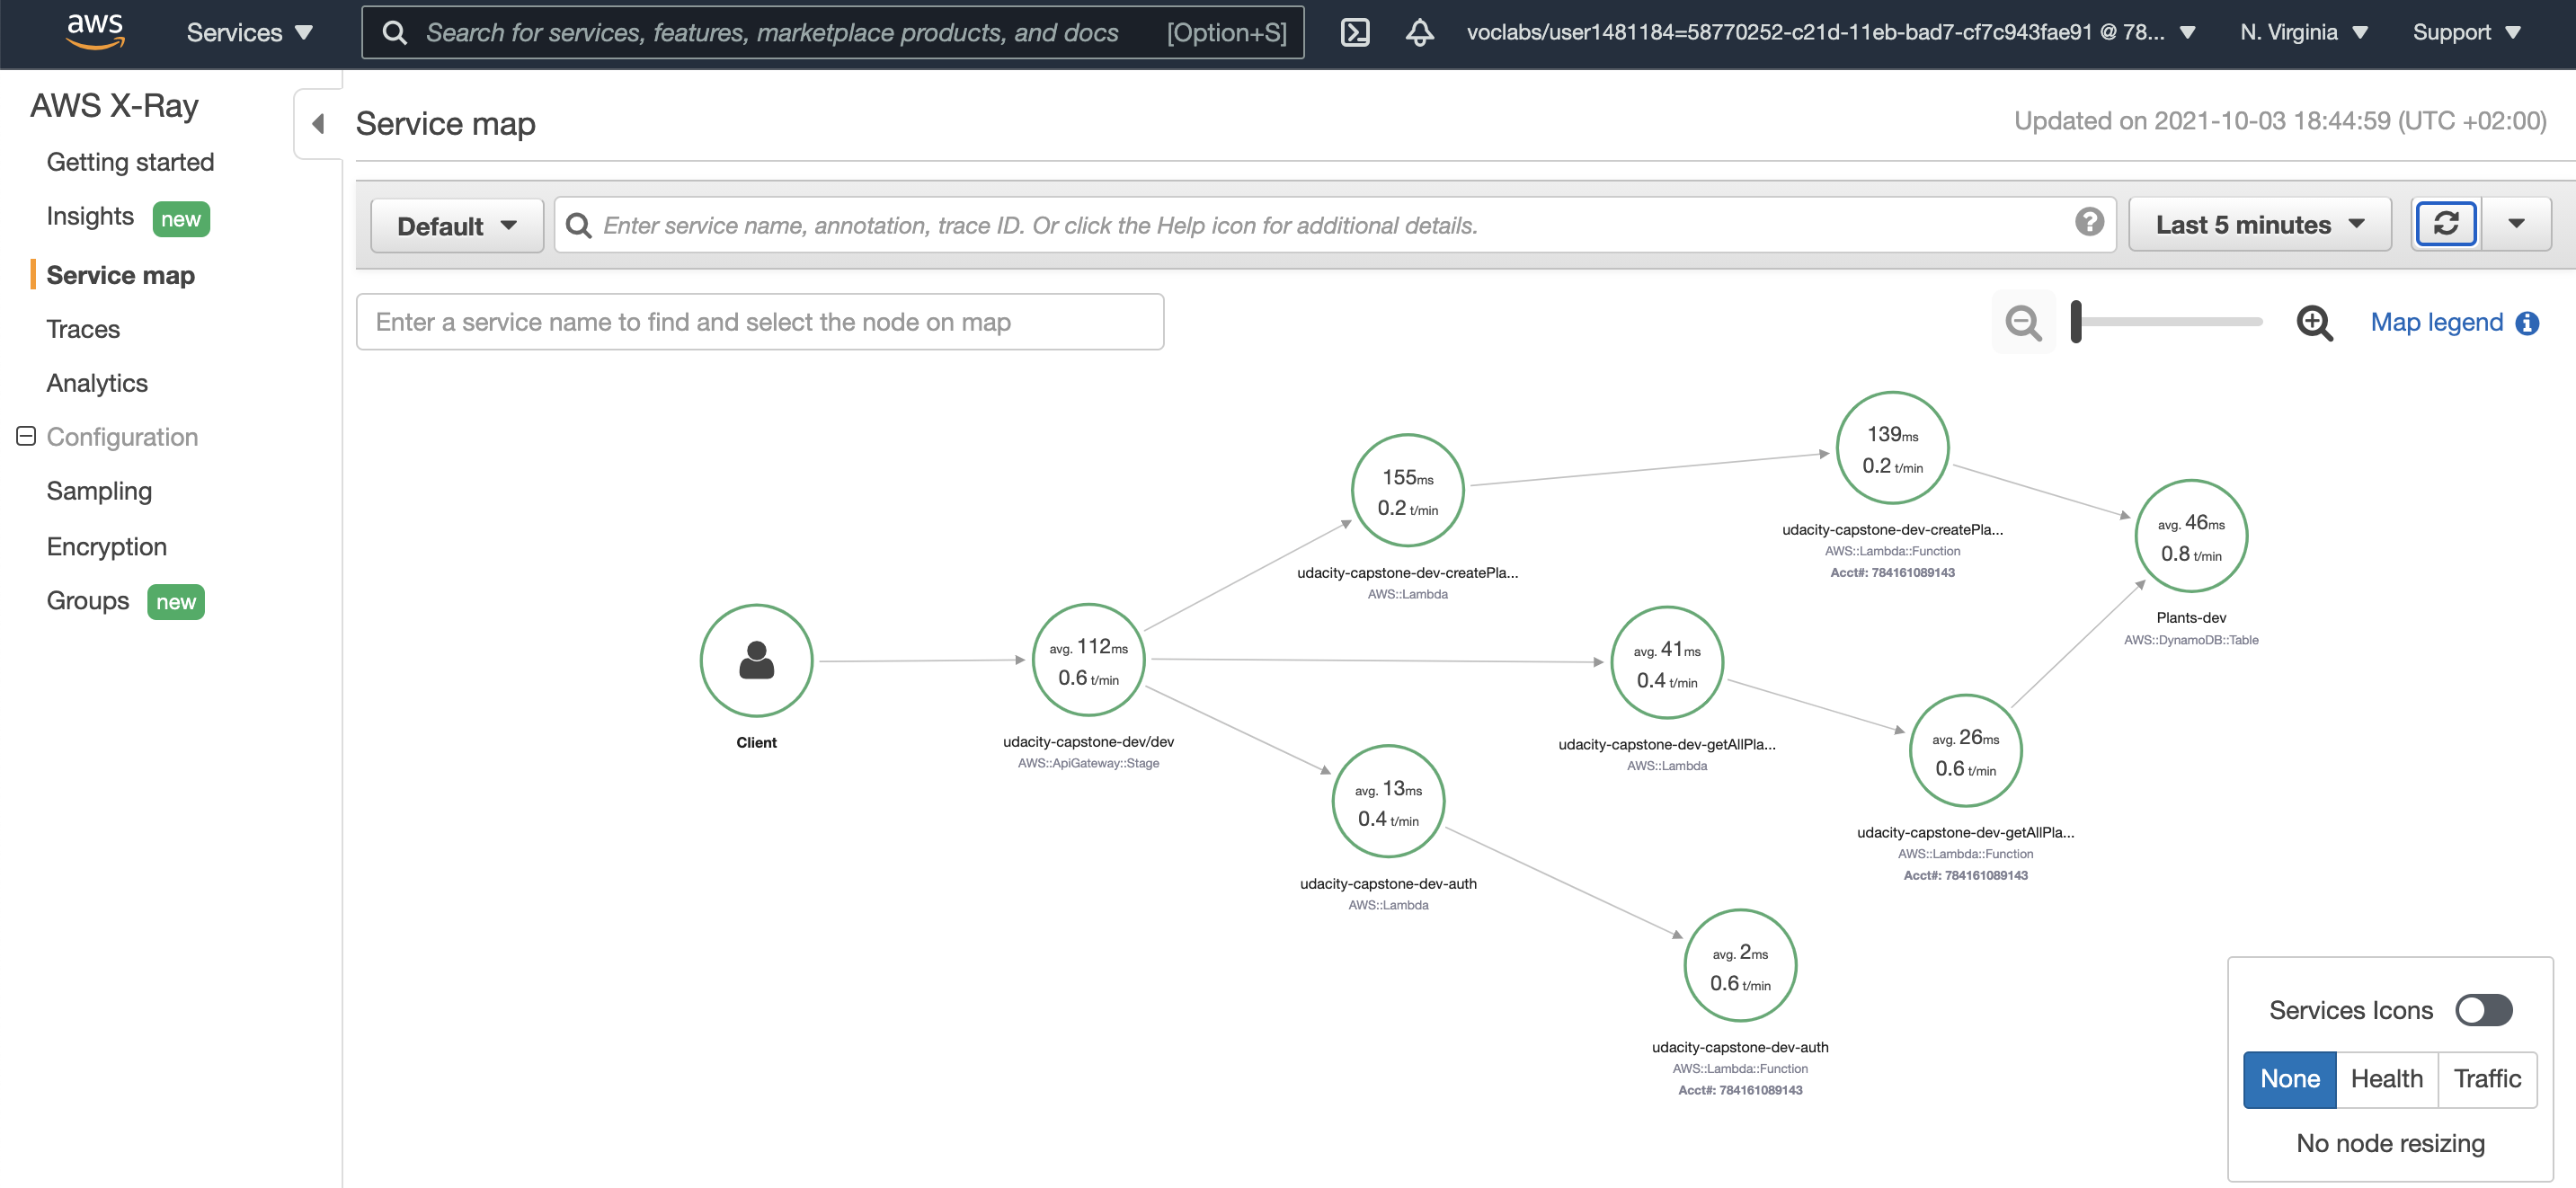 aws
Services
Search for services, features, marketplace products, and docs [Option+S]
voclabs/user1481184=58770252-c21d-11eb-bad7-cf7c943fae91 @ 78...
N. Virginia
Support
AWS X-Ray
Getting started
Insights new
Service map
Traces
Analytics
Configuration
Sampling
Encryption
Groups new
Service map
Updated on 2021-10-03 18:44:59 (UTC +02:00)
Default
Enter service name, annotation, trace ID. Or click the Help icon for additional details.
Last 5 minutes
Enter a service name to find and select the node on map
Map legend
Client
avg. 112ms
0.6 t/min
udacity-capstone-dev/dev
AWS::ApiGateway::Stage
155ms
0.2 t/min
udacity-capstone-dev-createPla...
AWS::Lambda
139ms
0.2 t/min
udacity-capstone-dev-createPla...
AWS::Lambda::Function
Acct#: 784161089143
avg. 46ms
0.8 t/min
Plants-dev
AWS::DynamoDB::Table
avg. 41ms
0.4 t/min
udacity-capstone-dev-getAllPla...
AWS::Lambda
avg. 26ms
0.6 t/min
udacity-capstone-dev-getAllPla...
AWS::Lambda::Function
Acct#: 784161089143
avg. 13ms
0.4 t/min
udacity-capstone-dev-auth
AWS::Lambda
avg. 2ms
0.6 t/min
udacity-capstone-dev-auth
AWS::Lambda::Function
Acct#: 784161089143
Services Icons
None Health Traffic
No node resizing